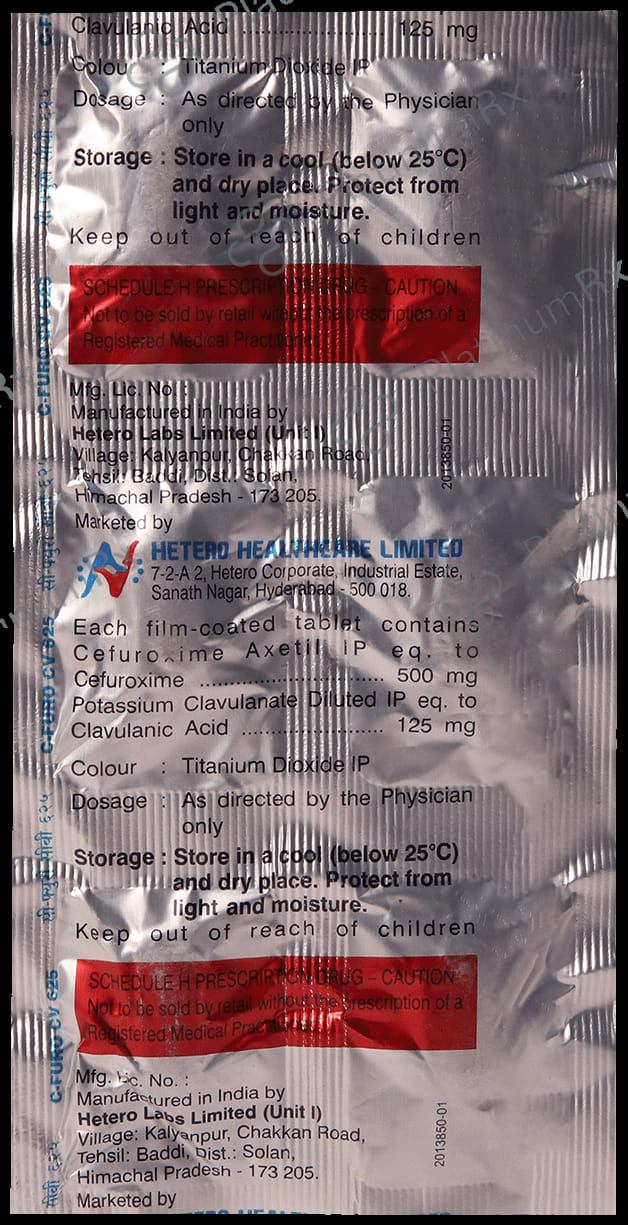 Clavulanic Acid ........................ 125 mg
Colour : Titanium Dioxide IP
Dosage : As directed by the Physician
only
Storage : Store in a cool (below 25°C)
and dry place. Protect from
light and moisture.
Keep out of reach of children
SCHEDULE H PRESCRIPTION DRUG - CAUTION
Not to be sold by retail without the prescription of a
Registered Medical Practitioner.
Mfg. Lic. No. :
Manufactured in India by
Hetero Labs Limited (Unit I)
Village: Kalyanpur, Chakkan Road,
Tehsil: Baddi, Dist.: Solan,
Himachal Pradesh - 173 205.
2013850-01
Marketed by
HETERO HEALTHCARE LIMITED
7-2-A 2, Hetero Corporate, Industrial Estate,
Sanath Nagar, Hyderabad - 500 018.
Each film-coated tablet contains
Cefuroxime Axetil IP eq. to
Cefuroxime ................................ 500 mg
Potassium Clavulanate Diluted IP eq. to
Clavulanic Acid ........................ 125 mg
Colour : Titanium Dioxide IP
Dosage : As directed by the Physician
only
Storage : Store in a cool (below 25°C)
and dry place. Protect from
light and moisture.
Keep out of reach of children
SCHEDULE H PRESCRIPTION DRUG - CAUTION
Not to be sold by retail without the prescription of a
Registered Medical Practitioner.
Mfg. Lic. No. :
Manufactured in India by
Hetero Labs Limited (Unit I)
Village: Kalyanpur, Chakkan Road,
Tehsil: Baddi, Dist.: Solan,
Himachal Pradesh - 173 205.
2013850-01
Marketed by
HETERO HEALTHCARE LIMITED
C-FURO CV 625
सी-फ्युरो सीवी ६२५
C-FURO CV 625
सी-फ्युरो सीवी ६२५
C-FURO CV 625
सीवी ६२५
PlatinumRx